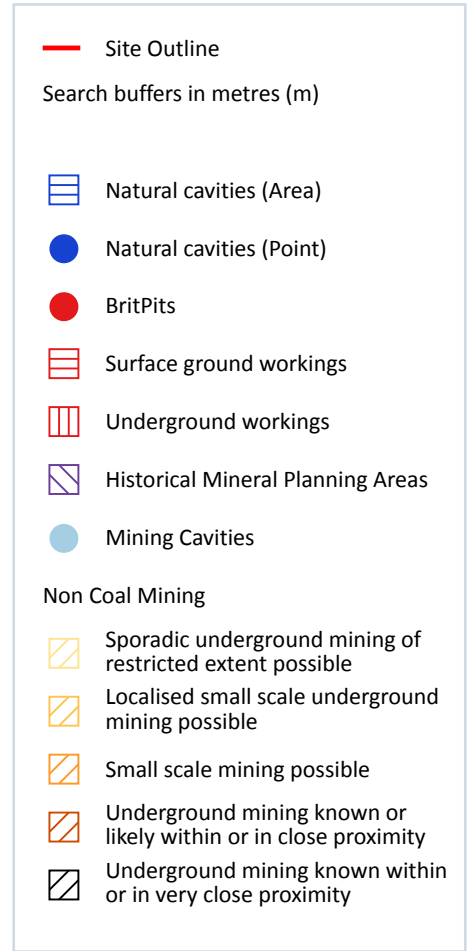 Site Outline
Search buffers in metres (m)
Natural cavities (Area)
Natural cavities (Point)
BritPits
Surface ground workings
Underground workings
Historical Mineral Planning Areas
Mining Cavities
Non Coal Mining
Sporadic underground mining of
restricted extent possible
Localised small scale underground
mining possible
Small scale mining possible
Underground mining known or
likely within or in close proximity
Underground mining known within
or in very close proximity